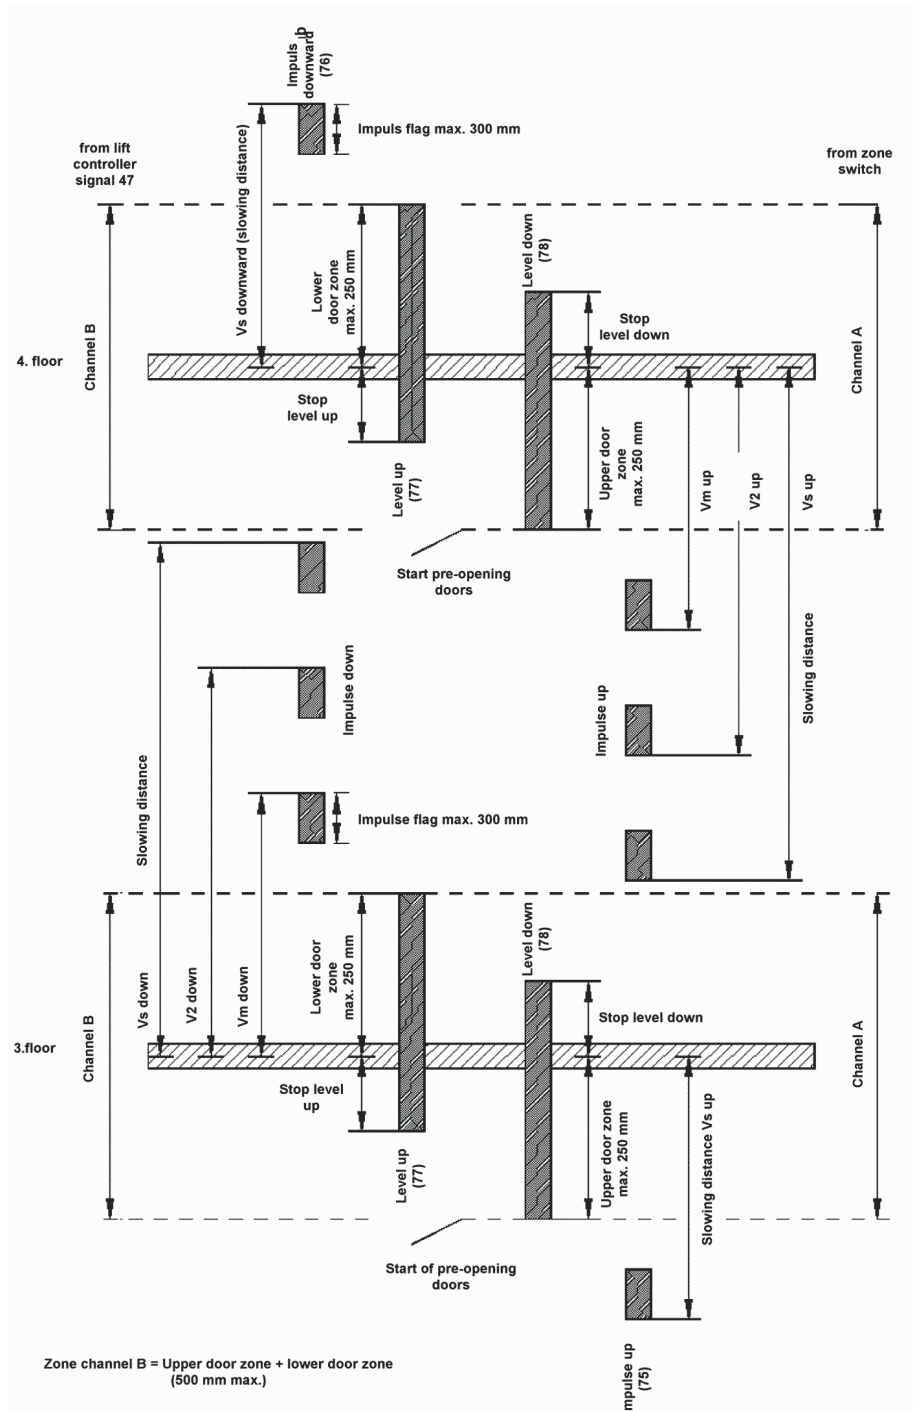 Impuls
downward
(76)
Impuls flag max. 300 mm
from lift
controller
signal 47
from zone
switch
Vs downward (slowing distance)
Lower
door zone
max. 250 mm
Level down
(78)
Stop
level down
Channel B
4. floor
Channel A
Stop
level up
Level up
(77)
Upper door
zone
max. 250 mm
Vm up
V2 up
Vs up
Start pre-opening
doors
Impulse down
Impulse up
Slowing distance
Slowing distance
Impulse flag max. 300 mm
Vs down
V2 down
Vm down
Lower door
zone
max. 250 mm
Level down
(78)
Stop level down
Channel B
3.floor
Channel A
Stop level
up
Level up
(77)
Upper door zone
max. 250 mm
Slowing distance Vs up
Start of pre-opening
doors
mpulse up
(75)
Zone channel B = Upper door zone + lower door zone
(500 mm max.)